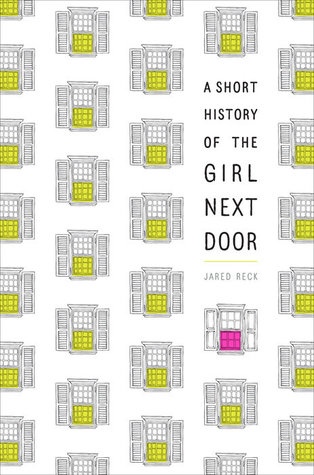 A SHORT
HISTORY
OF THE
GIRL
NEXT
DOOR
JARED RECK